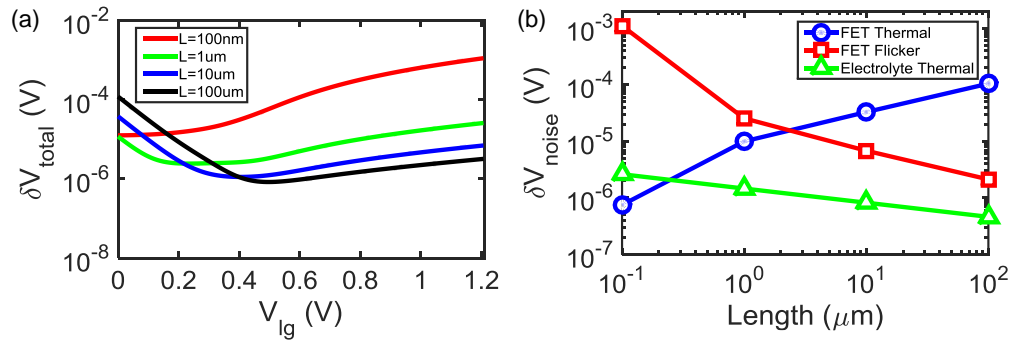 (a)
L=100nm
L=1um
L=10um
L=100um
δV_total (V)
10^-2
10^-4
10^-6
10^-8
0 0.2 0.4 0.6 0.8 1 1.2
V_lg (V)
(b)
FET Thermal
FET Flicker
Electrolyte Thermal
δV_noise (V)
10^-3
10^-4
10^-5
10^-6
10^-7
10^-1 10^0 10^1 10^2
Length (μm)